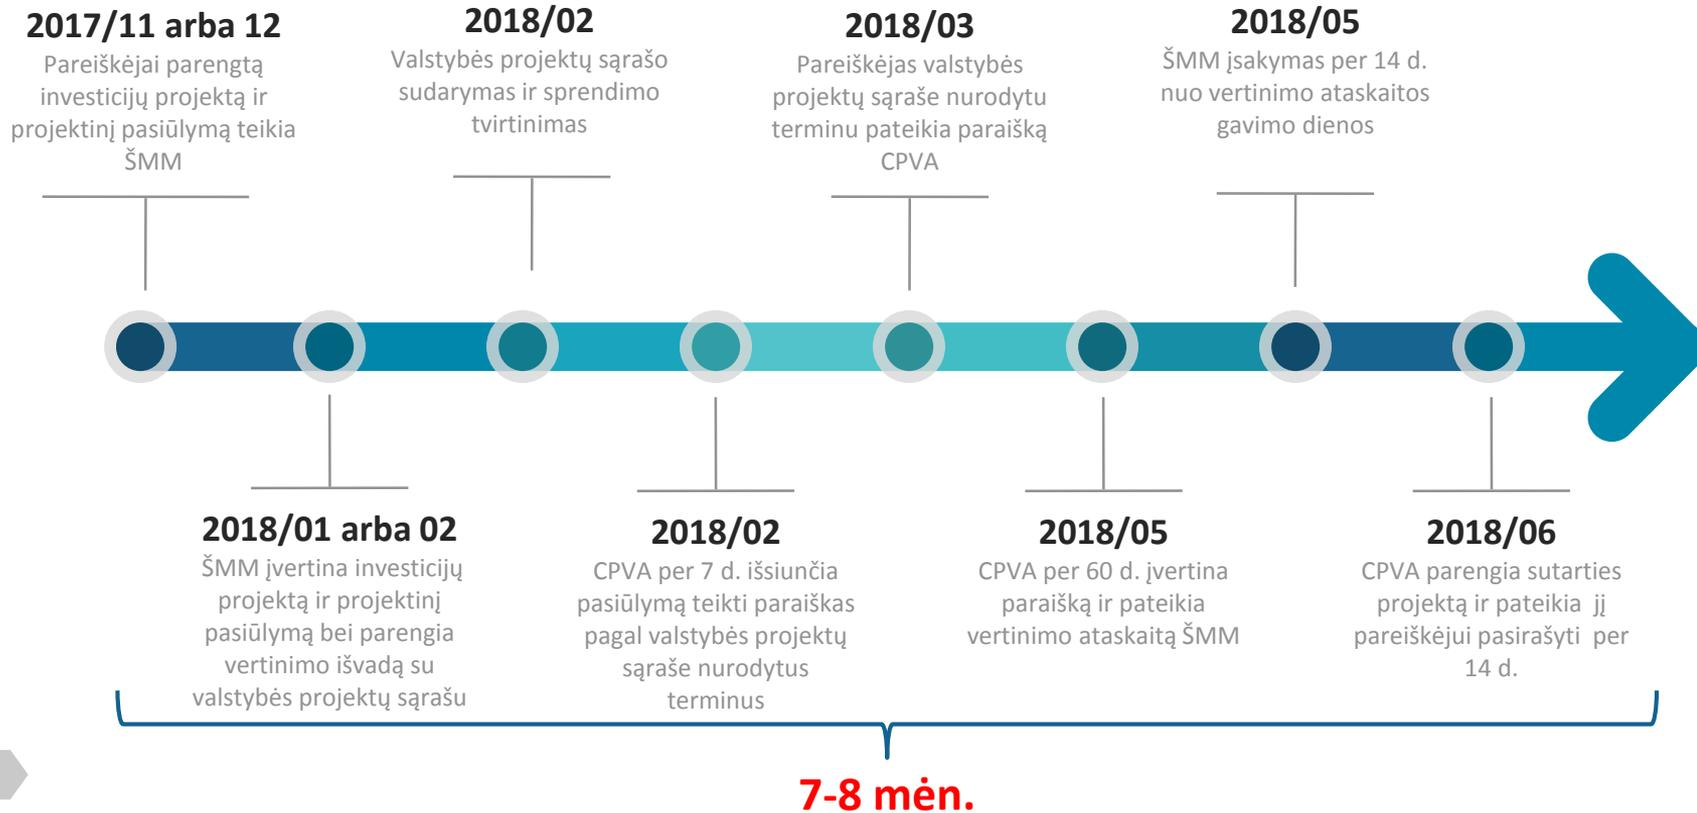 2017/11 arba 12
Pareiškėjai parengtą
investicijų projektą ir
projektinį pasiūlymą teikia
ŠMM
2018/02
Valstybės projektų sąrašo
sudarymas ir sprendimo
tvirtinimas
2018/03
Pareiškėjas valstybės
projektų sąraše nurodytu
terminu pateikia paraišką
CPVA
2018/05
ŠMM įsakymas per 14 d.
nuo vertinimo ataskaitos
gavimo dienos
2018/01 arba 02
ŠMM įvertina investicijų
projektą ir projektinį
pasiūlymą bei parengia
vertinimo išvadą su
valstybės projektų sąrašu
2018/02
CPVA per 7 d. išsiunčia
pasiūlymą teikti paraiškas
pagal valstybės projektų
sąraše nurodytus
terminus
2018/05
CPVA per 60 d. įvertina
paraišką ir pateikia
vertinimo ataskaitą ŠMM
2018/06
CPVA parengia sutarties
projektą ir pateikia jį
pareiškėjui pasirašyti per
14 d.
7-8 mėn.